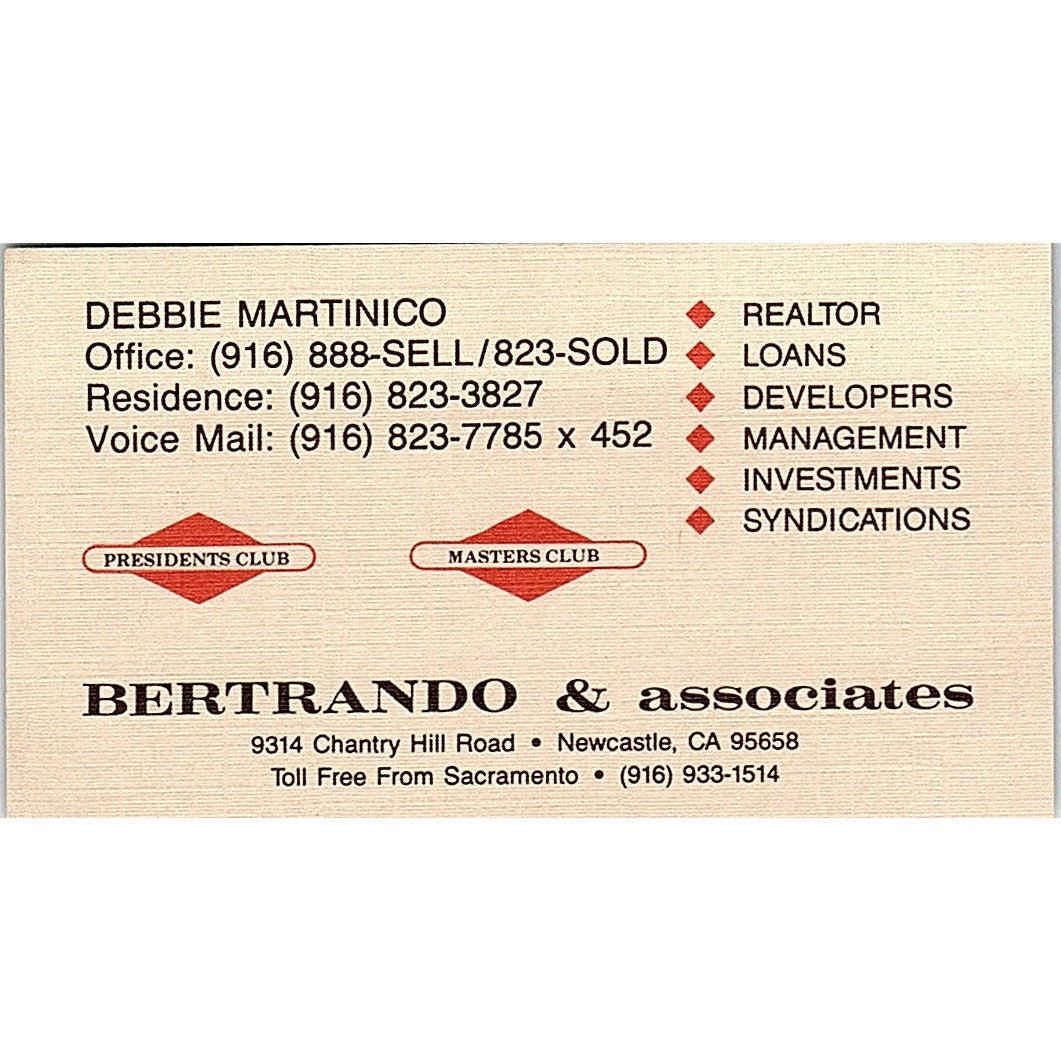 DEBBIE MARTINICO
Office: (916) 888-SELL/823-SOLD
Residence: (916) 823-3827
Voice Mail: (916) 823-7785 x 452
REALTOR
LOANS
DEVELOPERS
MANAGEMENT
INVESTMENTS
SYNDICATIONS
PRESIDENTS CLUB
MASTERS CLUB
BERTRANDO & associates
9314 Chantry Hill Road • Newcastle, CA 95658
Toll Free From Sacramento • (916) 933-1514